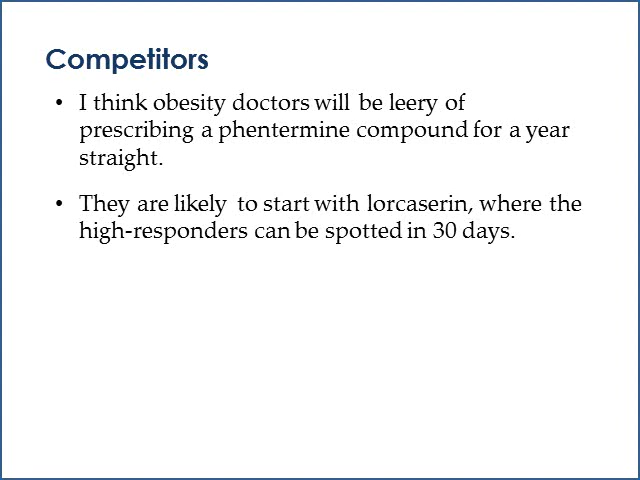 Competitors
• I think obesity doctors will be leery of
prescribing a phentermine compound for a year
straight.
• They are likely to start with lorcaserin, where the
high-responders can be spotted in 30 days.